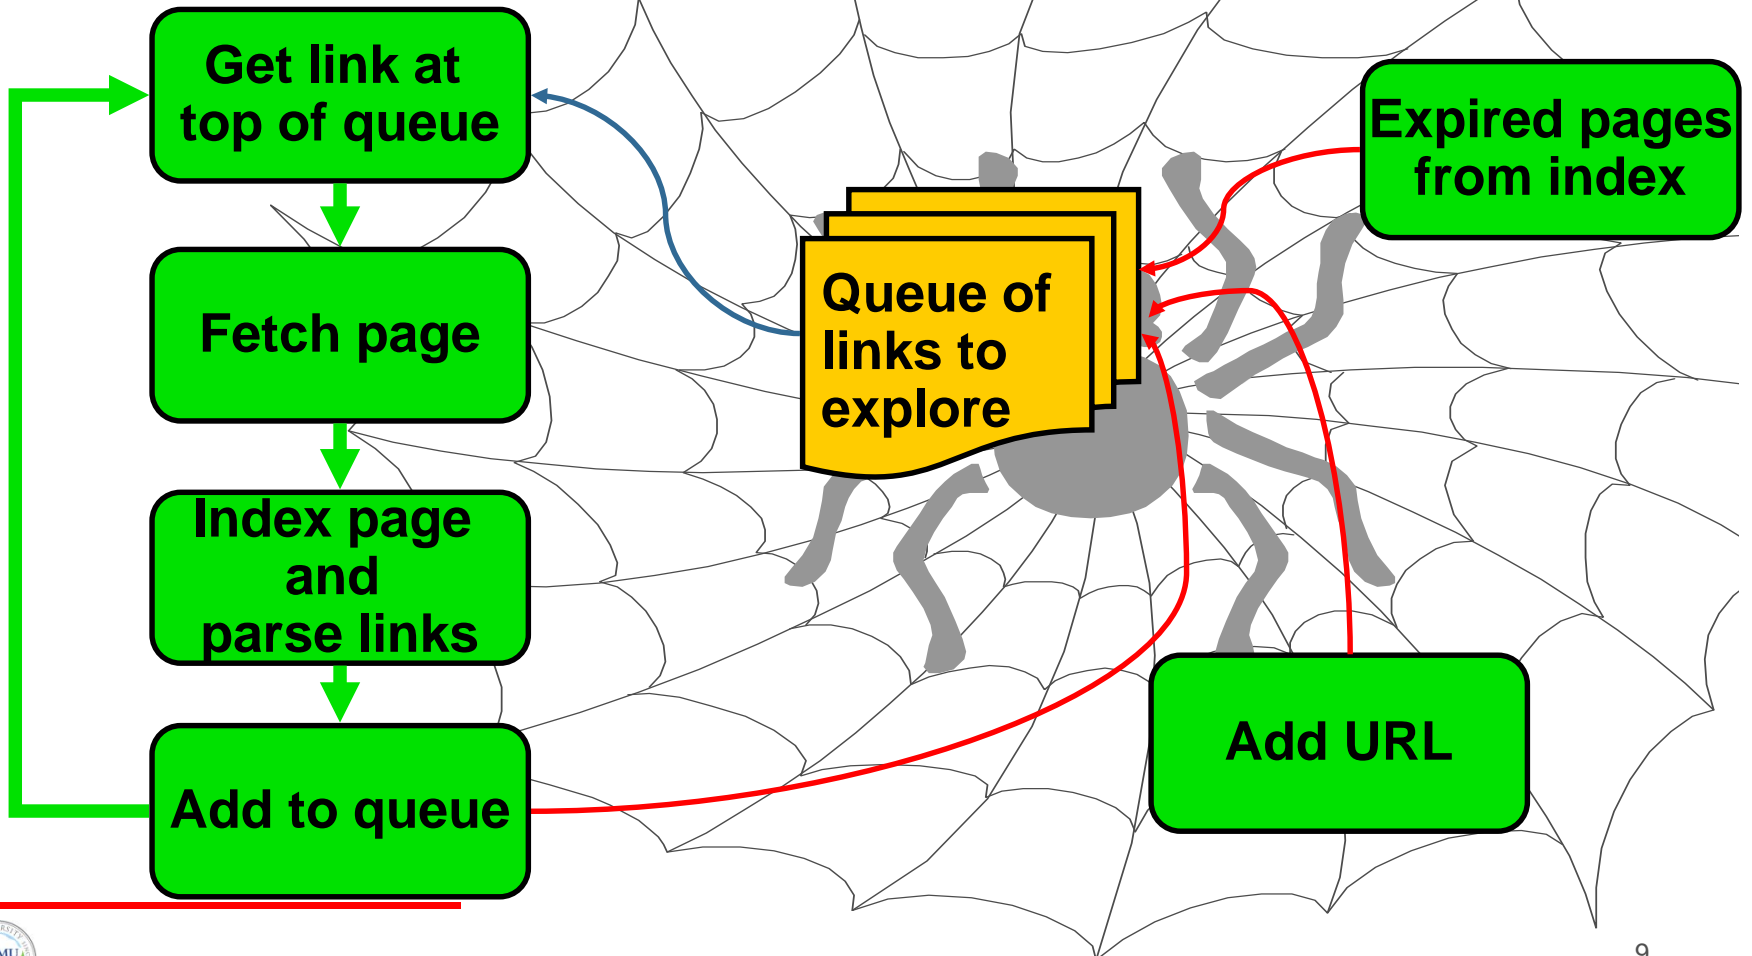 Get link at
top of queue
Expired pages
from index
Fetch page
Queue of
links to
explore
Index page
and
parse links
Add to queue
Add URL
9